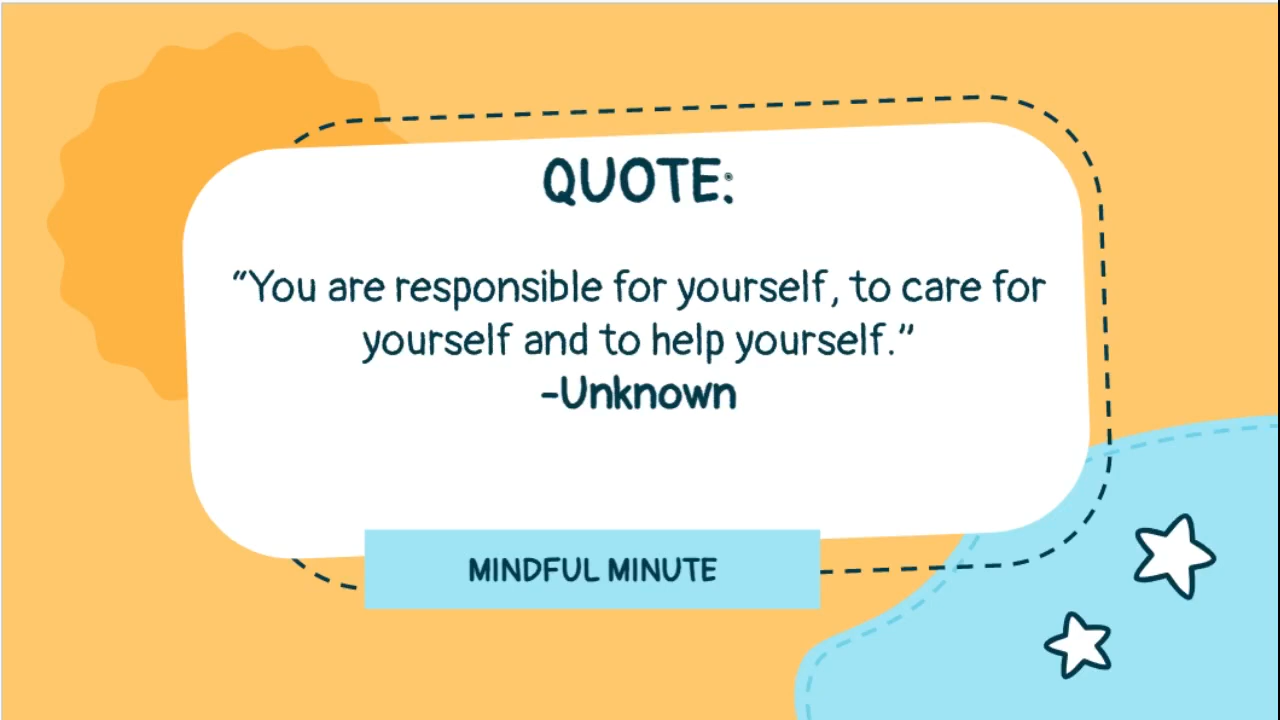 QUOTE:
“You are responsible for yourself, to care for
yourself and to help yourself.”
-Unknown
MINDFUL MINUTE